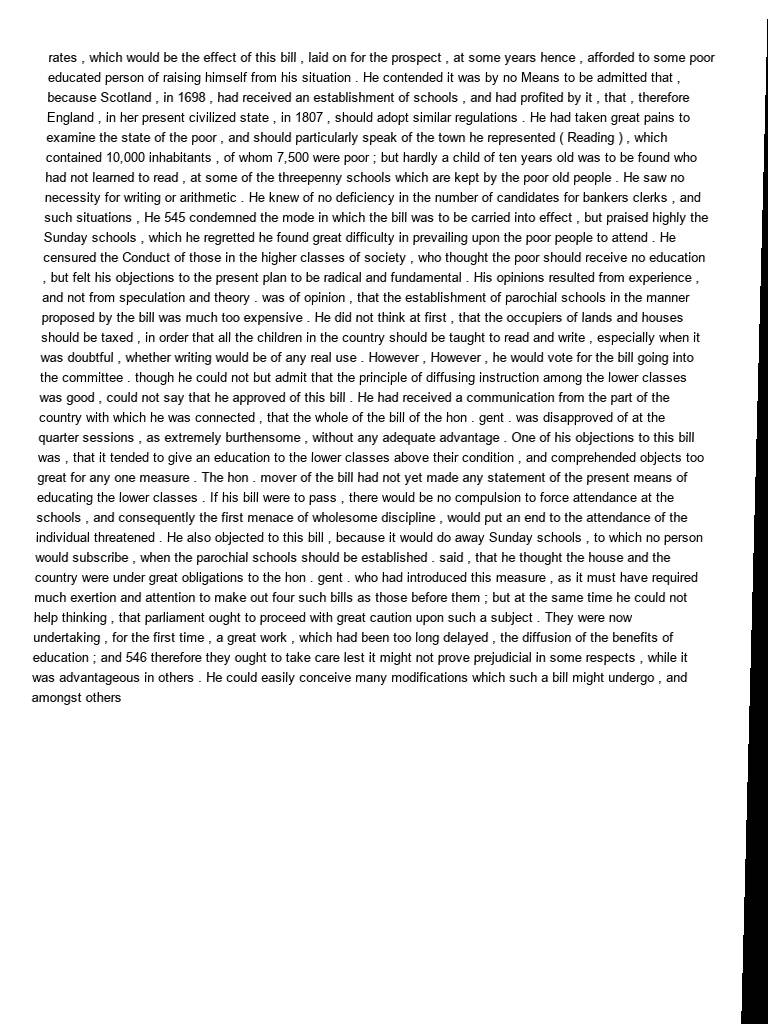 rates , which would be the effect of this bill , laid on for the prospect , at some years hence , afforded to some poor
educated person of raising himself from his situation . He contended it was by no Means to be admitted that ,
because Scotland , in 1698 , had received an establishment of schools , and had profited by it , that , therefore
England , in her present civilized state , in 1807 , should adopt similar regulations . He had taken great pains to
examine the state of the poor , and should particularly speak of the town he represented ( Reading ) , which
contained 10,000 inhabitants , of whom 7,500 were poor ; but hardly a child of ten years old was to be found who
had not learned to read , at some of the threepenny schools which are kept by the poor old people . He saw no
necessity for writing or arithmetic . He knew of no deficiency in the number of candidates for bankers clerks , and
such situations , He 545 condemned the mode in which the bill was to be carried into effect , but praised highly the
Sunday schools , which he regretted he found great difficulty in prevailing upon the poor people to attend . He
censured the Conduct of those in the higher classes of society , who thought the poor should receive no education
, but felt his objections to the present plan to be radical and fundamental . His opinions resulted from experience ,
and not from speculation and theory . was of opinion , that the establishment of parochial schools in the manner
proposed by the bill was much too expensive . He did not think at first , that the occupiers of lands and houses
should be taxed , in order that all the children in the country should be taught to read and write , especially when it
was doubtful , whether writing would be of any real use . However , However , he would vote for the bill going into
the committee . though he could not but admit that the principle of diffusing instruction among the lower classes
was good , could not say that he approved of this bill . He had received a communication from the part of the
country with which he was connected , that the whole of the bill of the hon . gent . was disapproved of at the
quarter sessions , as extremely burthensome , without any adequate advantage . One of his objections to this bill
was , that it tended to give an education to the lower classes above their condition , and comprehended objects too
great for any one measure . The hon . mover of the bill had not yet made any statement of the present means of
educating the lower classes . If his bill were to pass , there would be no compulsion to force attendance at the
schools , and consequently the first menace of wholesome discipline , would put an end to the attendance of the
individual threatened . He also objected to this bill , because it would do away Sunday schools , to which no person
would subscribe , when the parochial schools should be established . said , that he thought the house and the
country were under great obligations to the hon . gent . who had introduced this measure , as it must have required
much exertion and attention to make out four such bills as those before them ; but at the same time he could not
help thinking , that parliament ought to proceed with great caution upon such a subject . They were now
undertaking , for the first time , a great work , which had been too long delayed , the diffusion of the benefits of
education ; and 546 therefore they ought to take care lest it might not prove prejudicial in some respects , while it
was advantageous in others . He could easily conceive many modifications which such a bill might undergo , and
amongst others